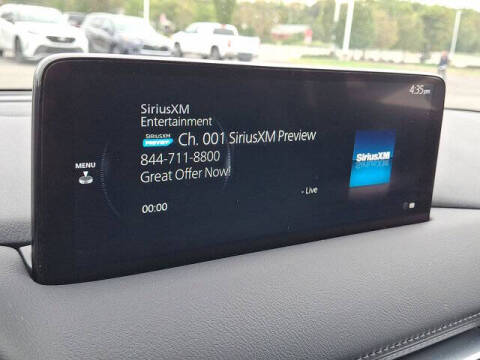 4:35pm
SiriusXM
Entertainment
SiriusXM PREVIEW Ch. 001 SiriusXM Preview
844-711-8800
Great Offer Now!
MENU
- Live
00:00
SiriusXM